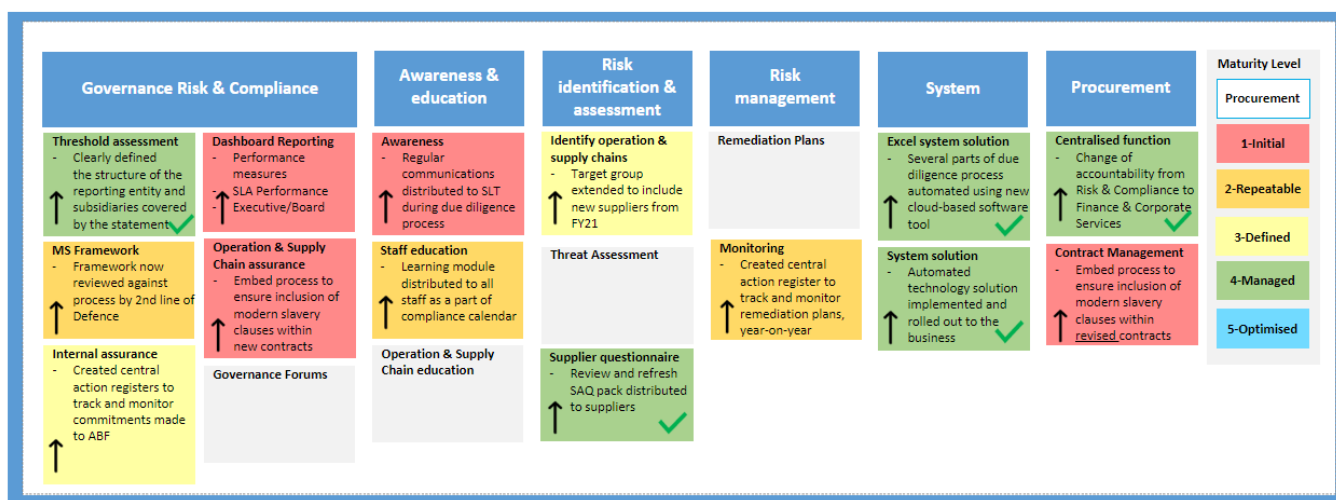 Governance Risk & Compliance
Threshold assessment
- Clearly defined
the structure of the
reporting entity and
subsidiaries covered
by the statement
MS Framework
- Framework now
reviewed against
process by 2nd line of
Defence
Internal assurance
- Created central
action registers to
track and monitor
commitments made
to ABF
Dashboard Reporting
- Performance
measures
- SLA Performance
- Executive/Board
Operation & Supply
Chain assurance
- Embed process to
ensure inclusion of
modern slavery
clauses within
new contracts
Governance Forums
Awareness &
education
Awareness
- Regular
communications
distributed to SLT
during due diligence
process
Staff education
- Learning module
distributed to all
staff as a part of
compliance calendar
Operation & Supply
Chain education
Risk
identification &
assessment
Identify operation &
supply chains
- Target group
extended to include
new suppliers from
FY21
Threat Assessment
Supplier questionnaire
- Review and refresh
SAQ pack distributed
to suppliers
Risk
management
Remediation Plans
Monitoring
- Created central
action register to
track and monitor
remediation plans,
year-on-year
System
Excel system solution
- Several parts of due
diligence process
automated using new
cloud-based software
tool
System solution
- Automated
technology solution
implemented and
rolled out to the
business
Procurement
Centralised function
- Change of
accountability from
Risk & Compliance to
Finance & Corporate
Services
Contract Management
- Embed process to
ensure inclusion of
modern slavery
clauses within
revised contracts
Maturity Level
Procurement
1-Initial
2-Repeatable
3-Defined
4-Managed
5-Optimised